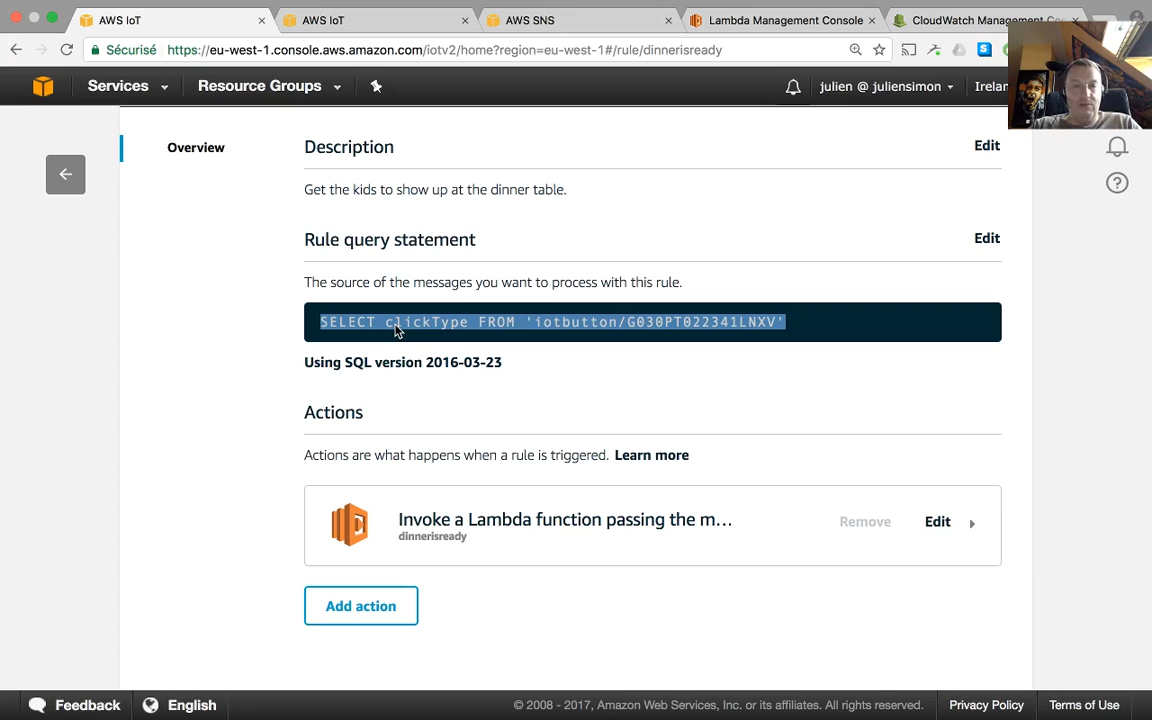 AWS IoT
AWS IoT
AWS SNS
Lambda Management Console
CloudWatch Management Co
Sécurisé
https://eu-west-1.console.aws.amazon.com/iotv2/home?region=eu-west-1#/rule/dinnerisready
Services
Resource Groups
julien @ juliensimon
Irelan
Overview
Description
Edit
Get the kids to show up at the dinner table.
Rule query statement
Edit
The source of the messages you want to process with this rule.
SELECT clickType FROM 'iotbutton/G030PT022341LNXV'
Using SQL version 2016-03-23
Actions
Actions are what happens when a rule is triggered. Learn more
Invoke a Lambda function passing the m...
Remove
Edit
dinnerisready
Add action
Feedback
English
© 2008 - 2017, Amazon Web Services, Inc. or its affiliates. All rights reserved.
Privacy Policy
Terms of Use